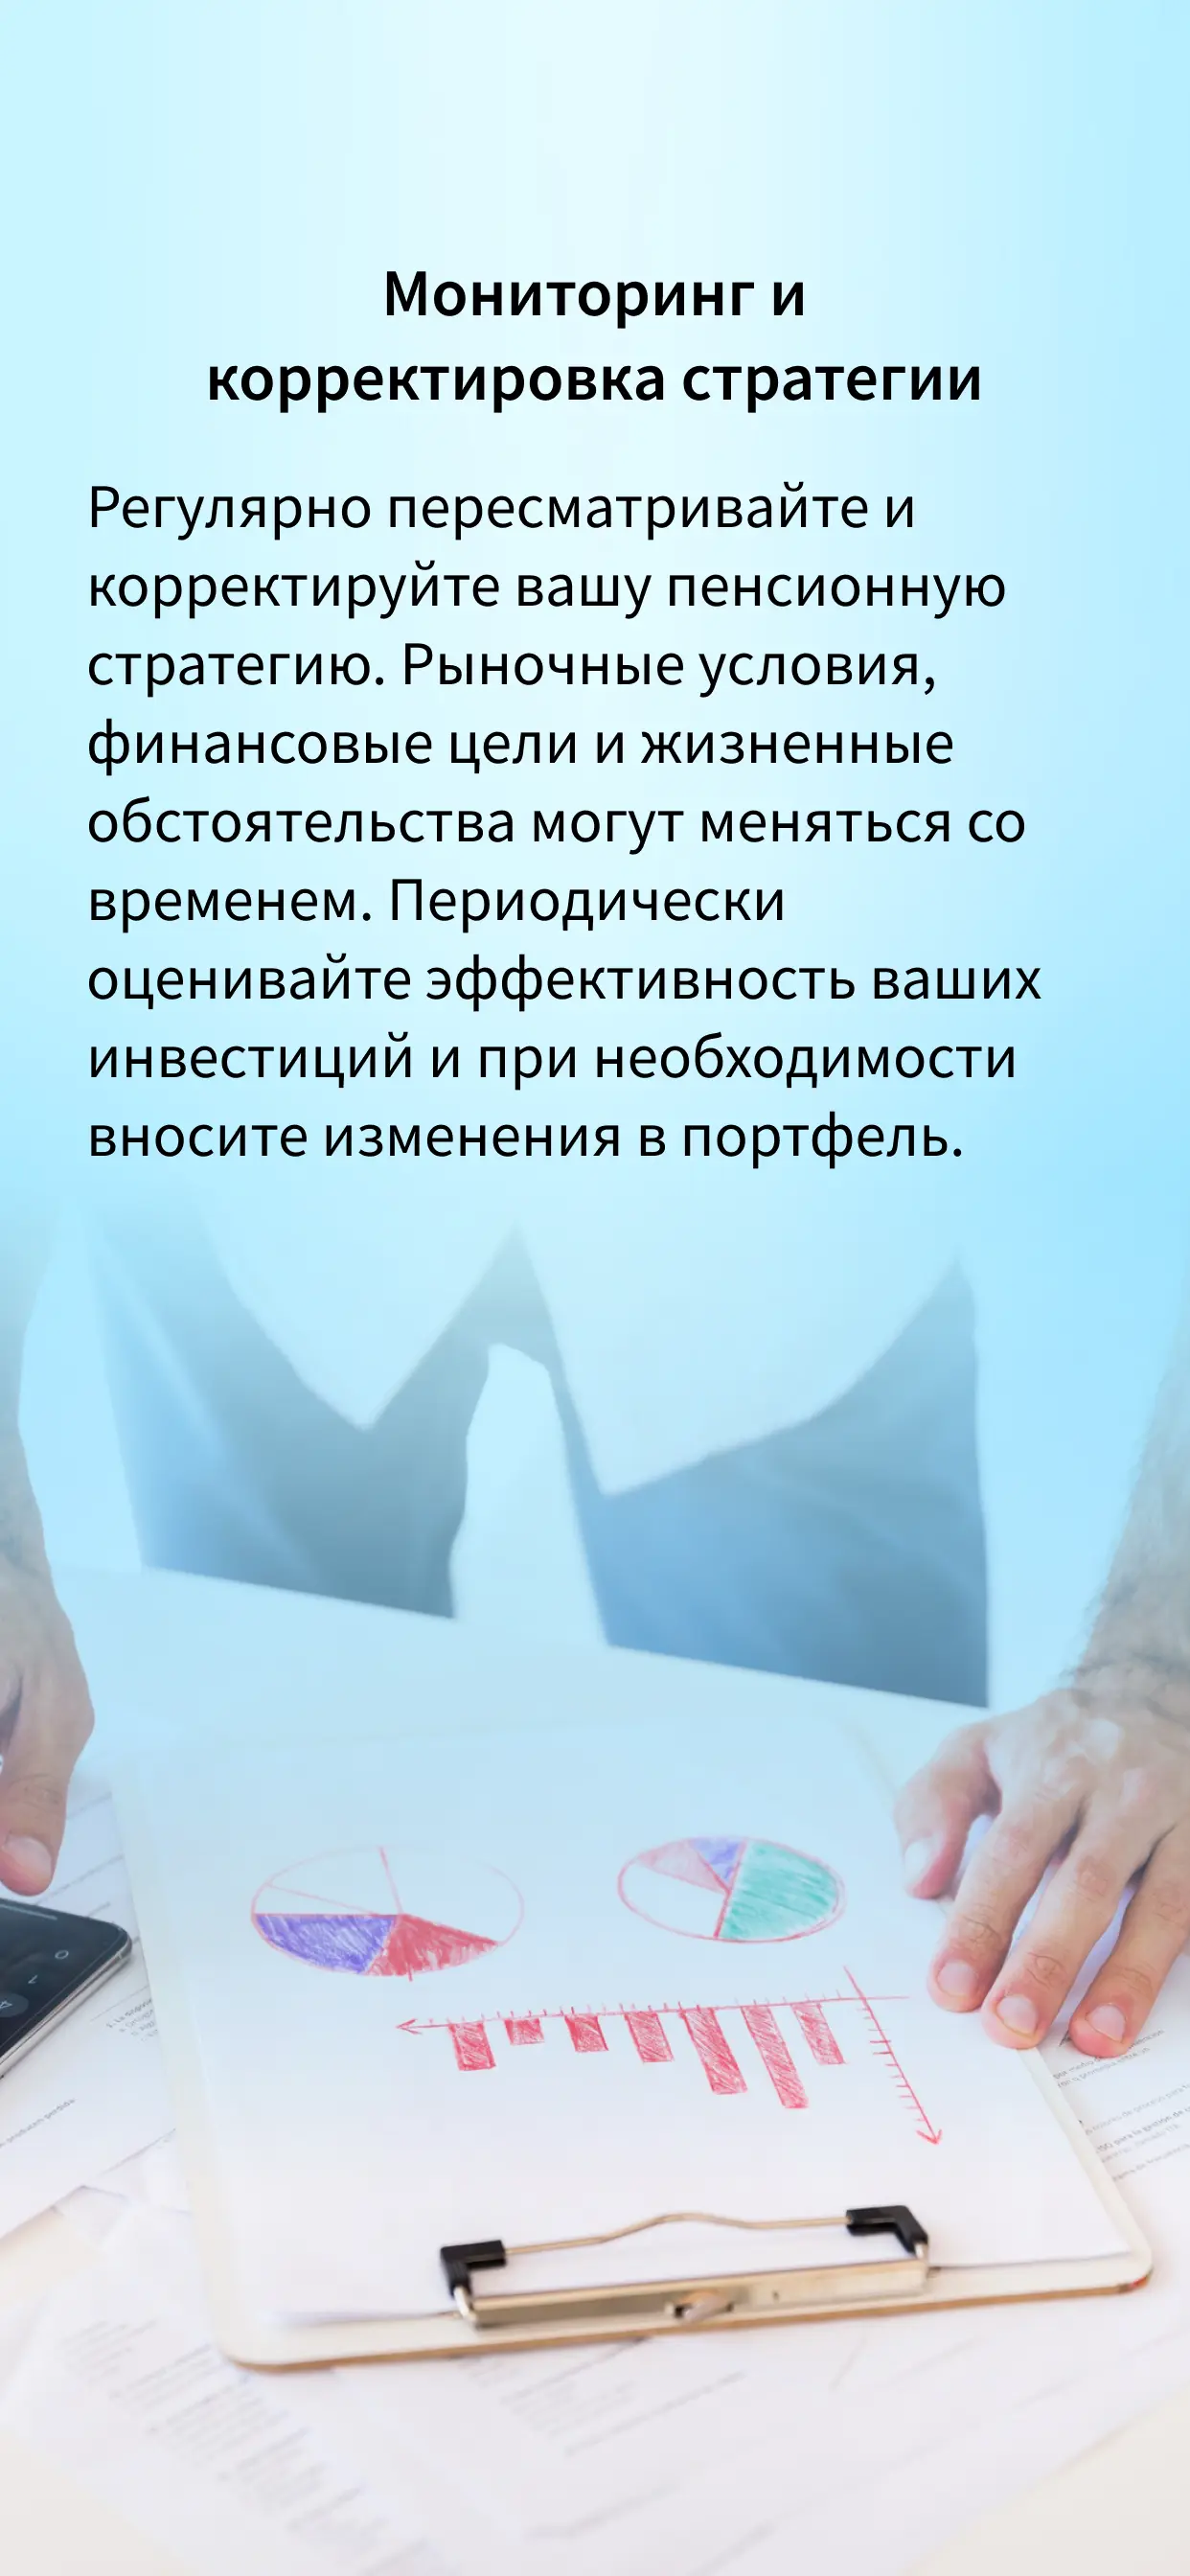 Мониторинг и
корректировка стратегии
Регулярно пересматривайте и
корректируйте вашу пенсионную
стратегию. Рыночные условия,
финансовые цели и жизненные
обстоятельства могут меняться со
временем. Периодически
оценивайте эффективность ваших
инвестиций и при необходимости
вносите изменения в портфель.